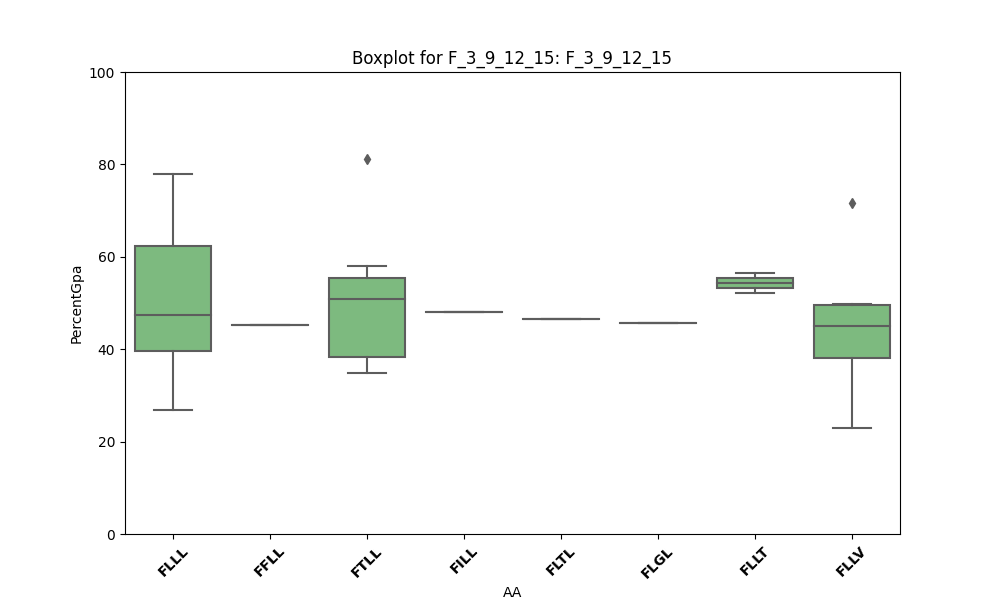 Boxplot for F_3_9_12_15: F_3_9_12_15
100
80
60
40
20
0
PercentGpa
FLLL
FFLL
FTLL
FILL
FLTL
FLGL
FLLT
FLLV
AA